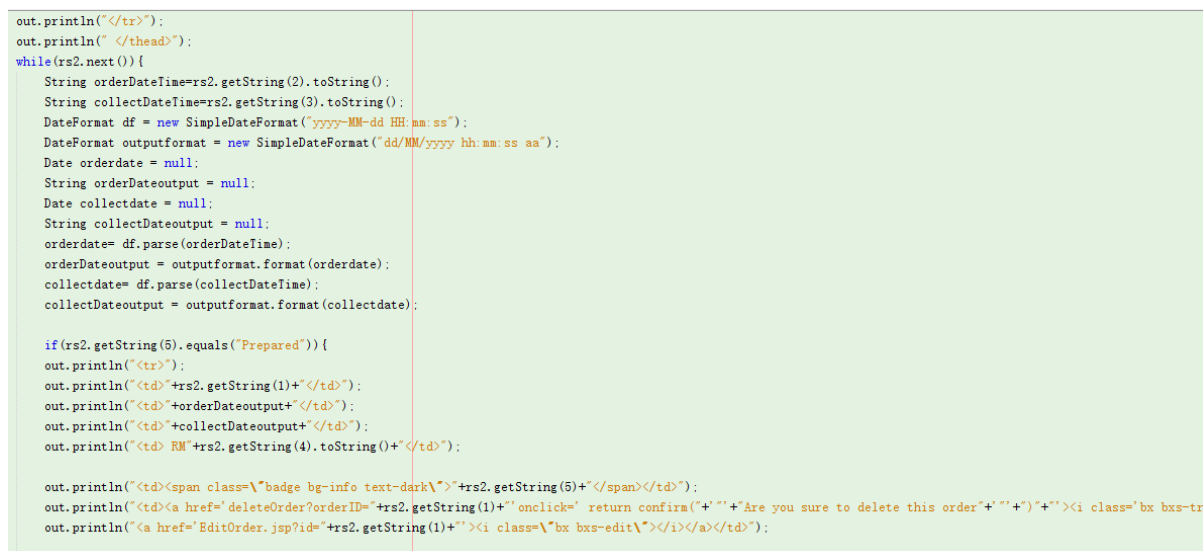 out.println("</tr>");
out.println(" </thead>");
while(rs2.next()){
String orderDateTime=rs2.getString(2).toString();
String collectDateTime=rs2.getString(3).toString();
DateFormat df = new SimpleDateFormat("yyyy-MM-dd HH:mm:ss");
DateFormat outputformat = new SimpleDateFormat("dd/MM/yyyy hh:mm:ss aa");
Date orderdate = null;
String orderDateoutput = null;
Date collectdate = null;
String collectDateoutput = null;
orderdate= df.parse(orderDateTime);
orderDateoutput = outputformat.format(orderdate);
collectdate= df.parse(collectDateTime);
collectDateoutput = outputformat.format(collectdate);
if(rs2.getString(5).equals("Prepared")){
out.println("<tr>");
out.println("<td>"+rs2.getString(1)+"</td>");
out.println("<td>"+orderDateoutput+"</td>");
out.println("<td>"+collectDateoutput+"</td>");
out.println("<td> RM"+rs2.getString(4).toString()+"</td>");
out.println("<td><span class=\"badge bg-info text-dark\">"+rs2.getString(5)+"</span></td>");
out.println("<td><a href='deleteOrder?orderID="+rs2.getString(1)+"'onclick=' return confirm("+'"'+"Are you sure to delete this order"+'"'+")"+"'><i class='bx bxs-tr
out.println("<a href='EditOrder.jsp?id="+rs2.getString(1)+"'><i class=\"bx bxs-edit\"></i></a></td>");